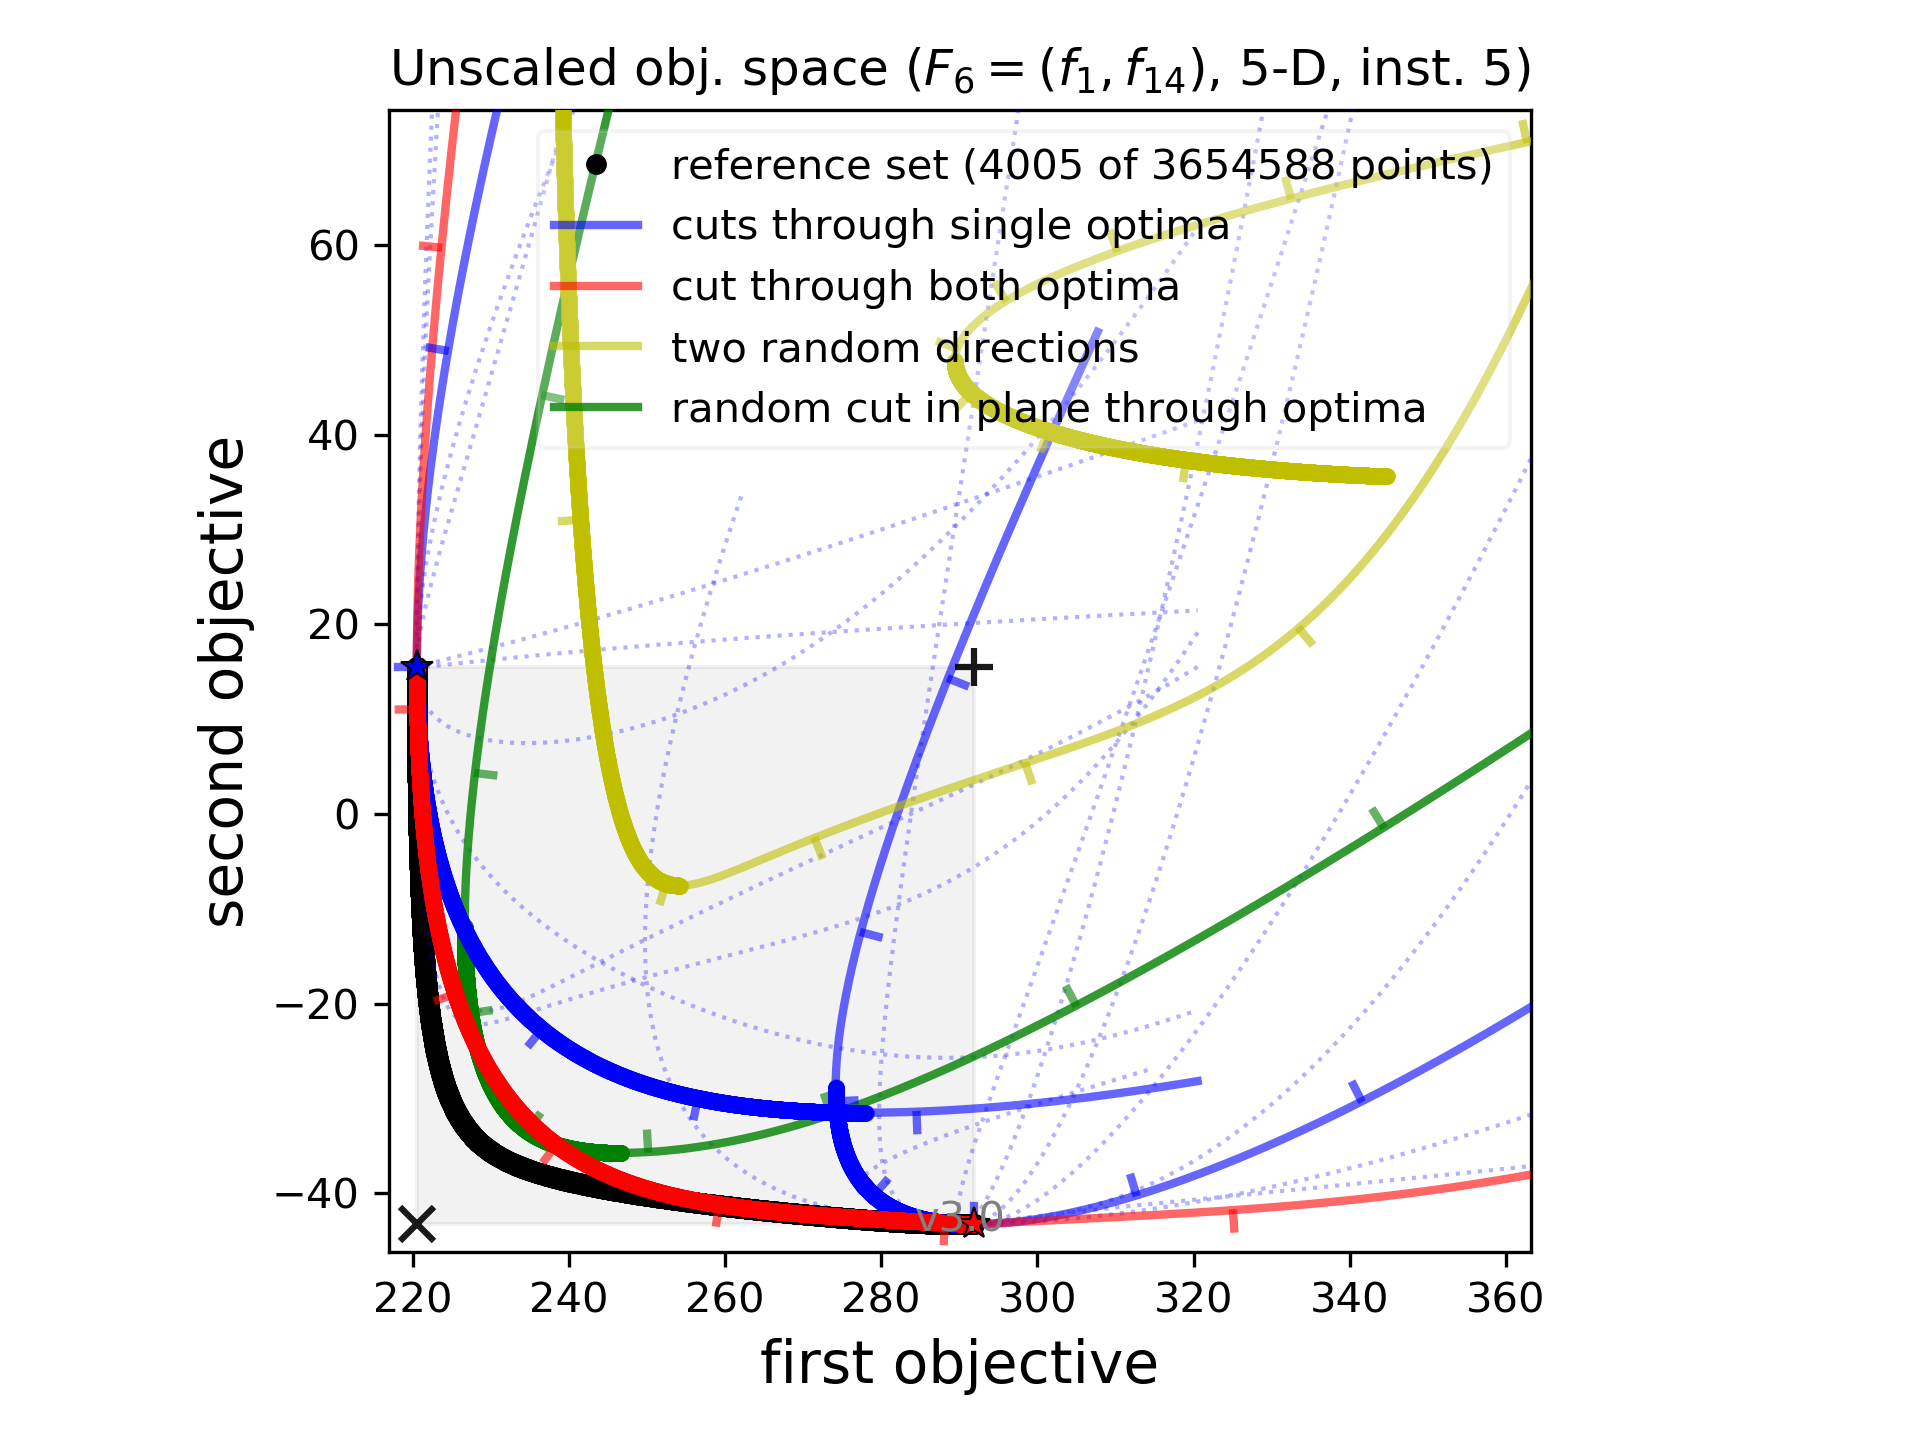 Unscaled obj. space (F₆ = (f₁, f₁₄), 5-D, inst. 5)
reference set (4005 of 3654588 points)
cuts through single optima
cut through both optima
two random directions
random cut in plane through optima
60
40
20
0
−20
−40
second objective
v3.0
220 240 260 280 300 320 340 360
first objective